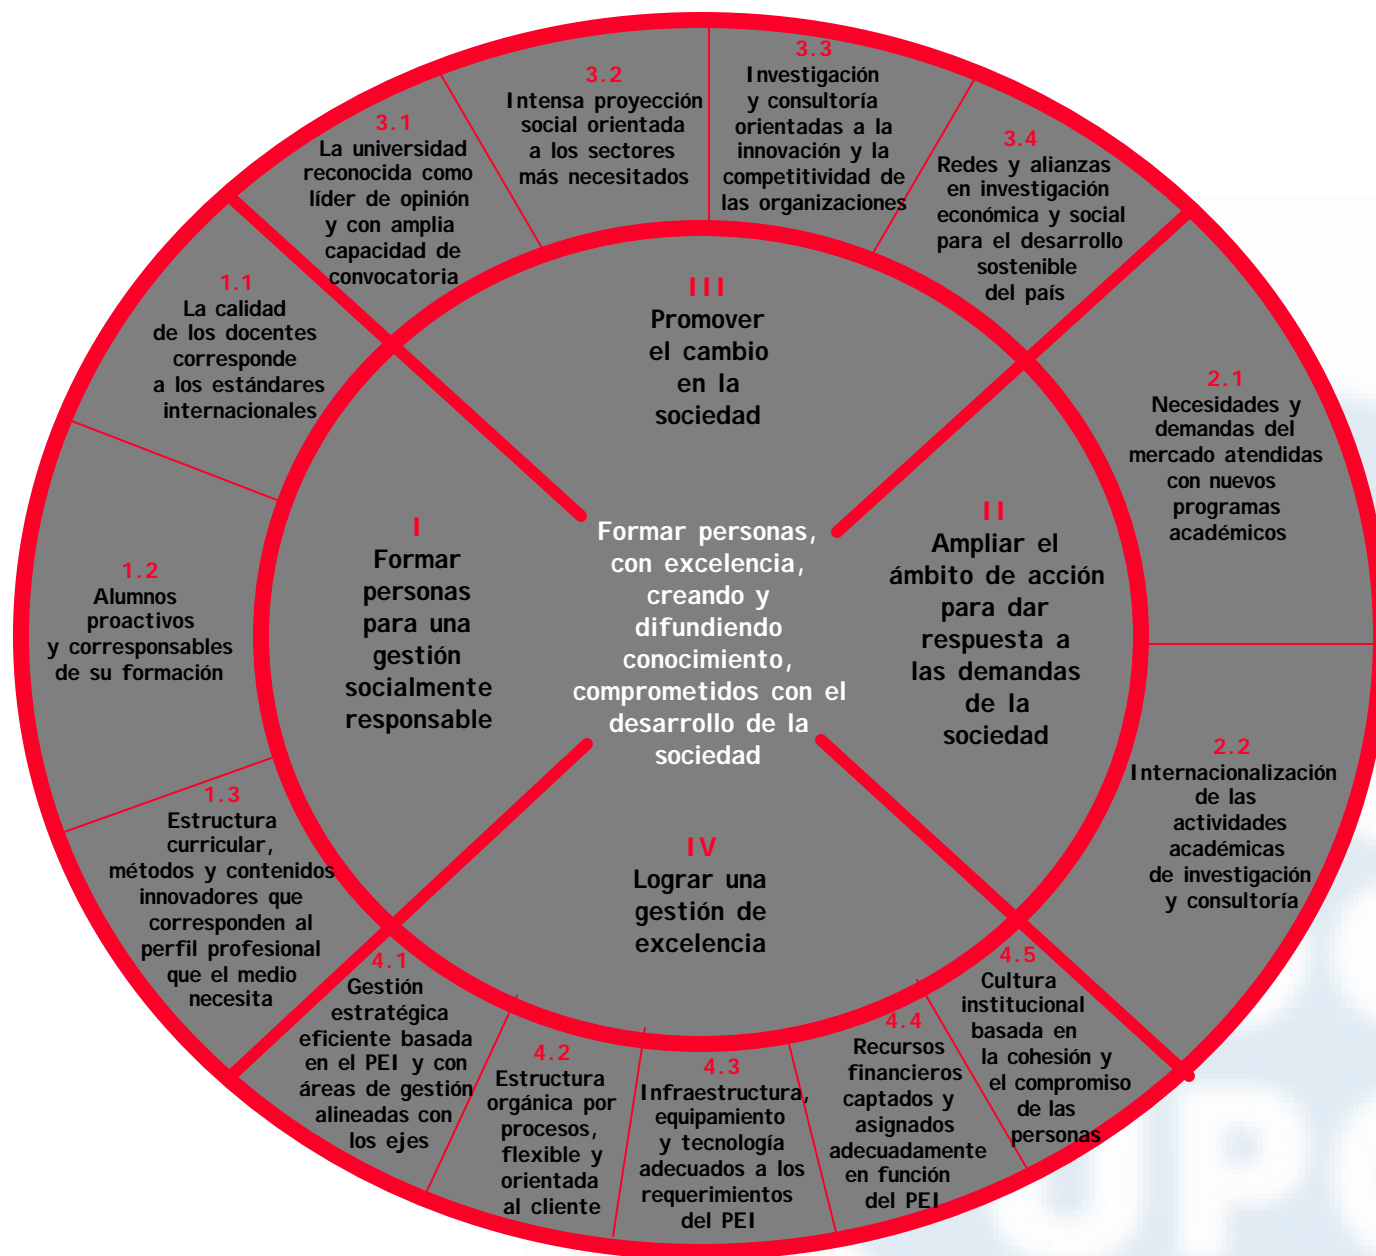 3.1
La universidad
reconocida como
líder de opinión
y con amplia
capacidad de
convocatoria
3.2
Intensa proyección
social orientada
a los sectores
más necesitados
3.3
Investigación
y consultoría
orientadas a la
innovación y la
competitividad de
las organizaciones
3.4
Redes y alianzas
en investigación
económica y social
para el desarrollo
sostenible
del país
1.1
La calidad
de los docentes
corresponde
a los estándares
internacionales
1.2
Alumnos
proactivos
y corresponsables
de su formación
1.3
Estructura
curricular,
métodos y contenidos
innovadores que
corresponden al
perfil profesional
que el medio
necesita
III
Promover
el cambio
en la
sociedad
I
Formar
personas
para una
gestión
socialmente
responsable
Formar personas,
con excelencia,
creando y
difundiendo
conocimiento,
comprometidos con el
desarrollo de la
sociedad
II
Ampliar el
ámbito de acción
para dar
respuesta a
las demandas
de la
sociedad
IV
Lograr una
gestión de
excelencia
2.1
Necesidades y
demandas del
mercado atendidas
con nuevos
programas
académicos
2.2
Internacionalización
de las
actividades
académicas
de investigación
y consultoría
4.1
Gestión
estratégica
eficiente basada
en el PEI y con
áreas de gestión
alineadas con
los ejes
4.2
Estructura
orgánica por
procesos,
flexible y
orientada
al cliente
4.3
Infraestructura,
equipamiento
y tecnología
adecuados a los
requerimientos
del PEI
4.4
Recursos
financieros
captados y
asignados
adecuadamente
en función
del PEI
4.5
Cultura
institucional
basada en
la cohesión y
el compromiso
de las
personas